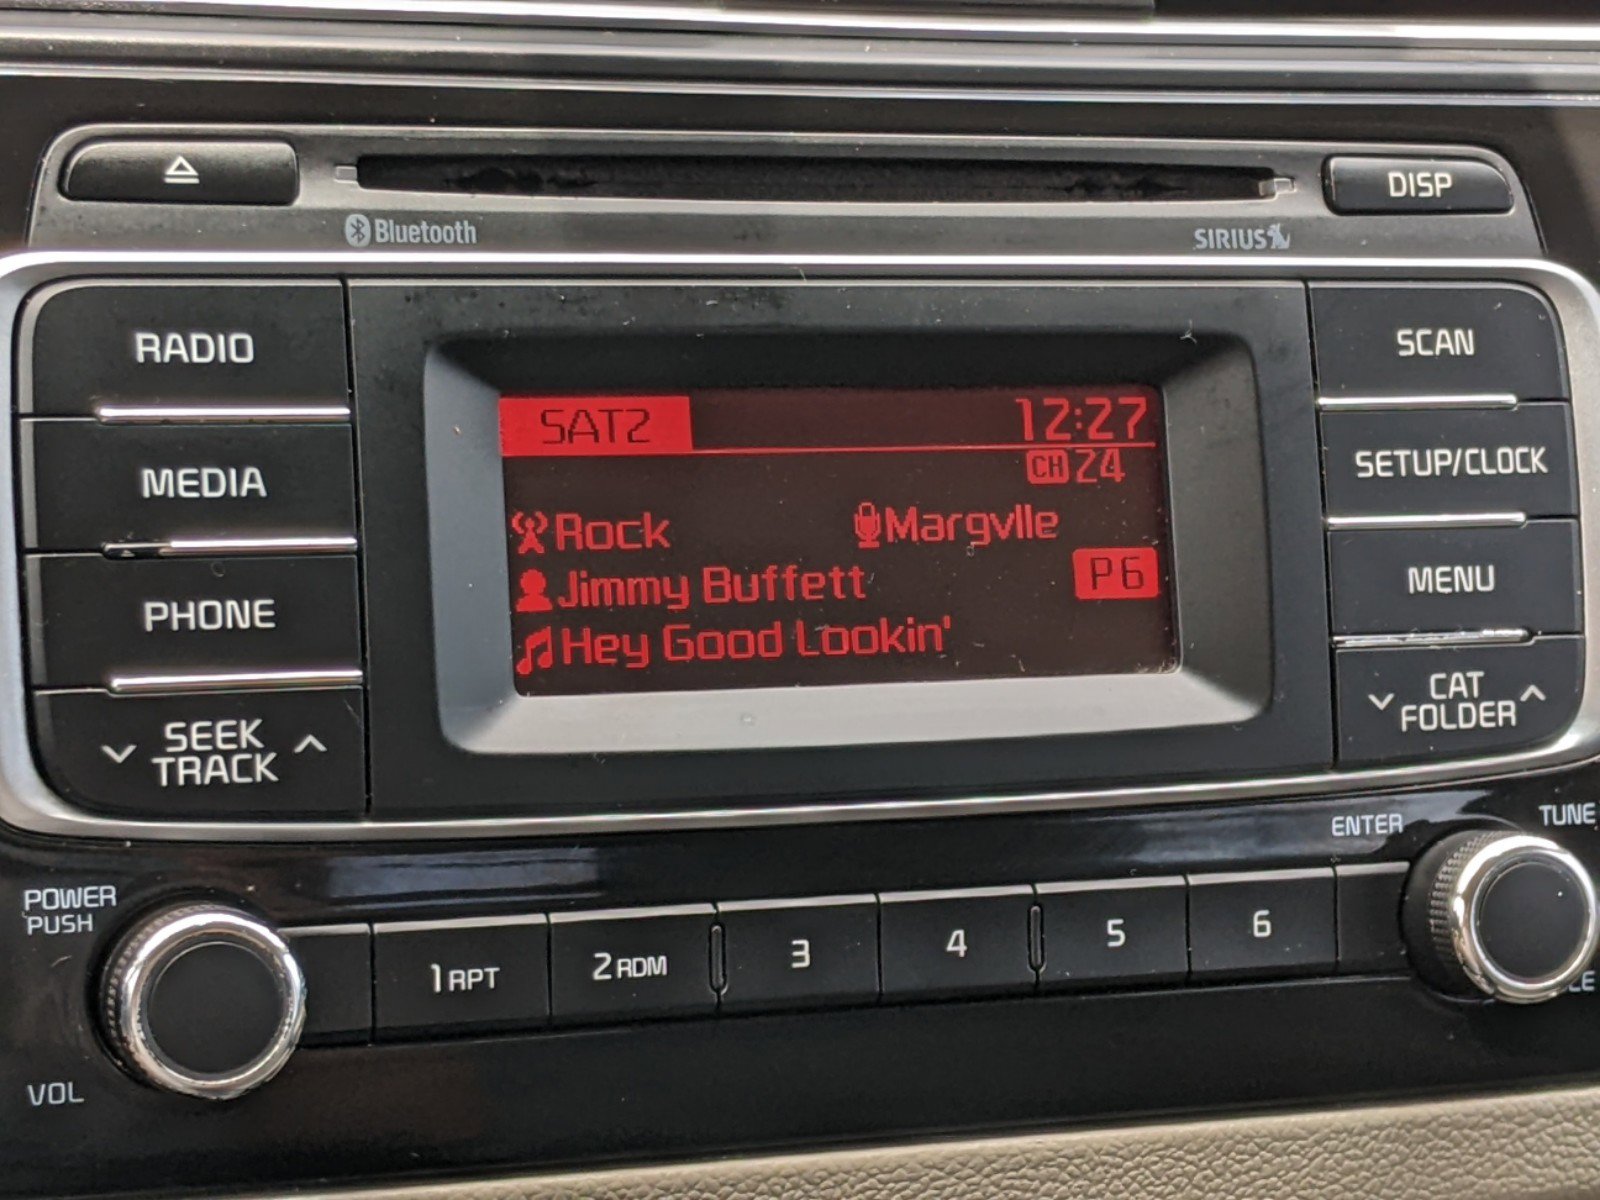 DISP
Bluetooth
SIRIUS
RADIO
MEDIA
PHONE
SEEK
TRACK
SAT2 12:27
CH 24
Rock Margvlle
Jimmy Buffett P6
Hey Good Lookin'
SCAN
SETUP/CLOCK
MENU
CAT
FOLDER
ENTER
TUNE
POWER
PUSH
VOL
1 RPT
2 RDM
3
4
5
6